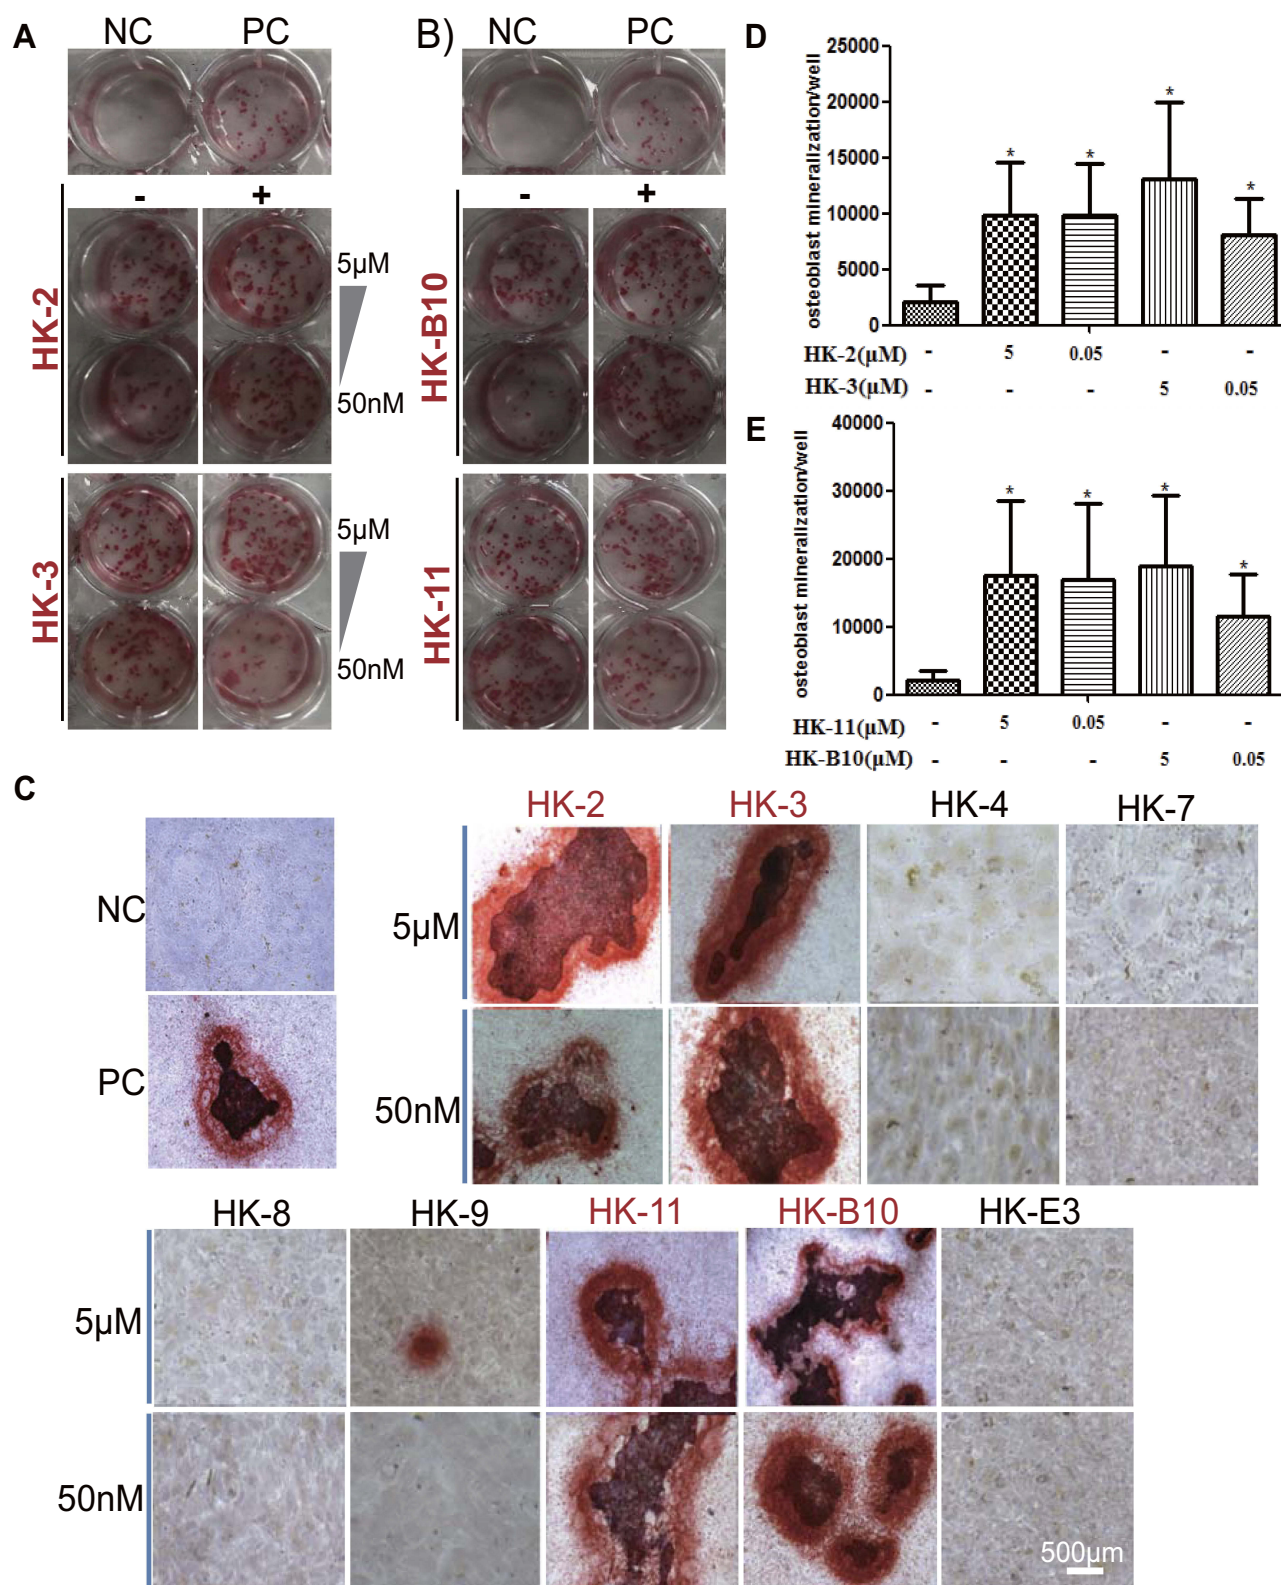 A NC PC
B) NC PC
- +
- +
HK-2
5µM
50nM
HK-B10
HK-3
5µM
50nM
HK-11
D
25000
20000
15000
10000
5000
0
osteoblast mineralization/well
* * * *
HK-2(µM) - 5 0.05 - -
HK-3(µM) - - - 5 0.05
E
40000
30000
20000
10000
0
osteoblast mineralization/well
* * * *
HK-11(µM) - 5 0.05 - -
HK-B10(µM) - - - 5 0.05
C
NC
PC
HK-2 HK-3 HK-4 HK-7
5µM
50nM
HK-8 HK-9 HK-11 HK-B10 HK-E3
5µM
50nM
500µm